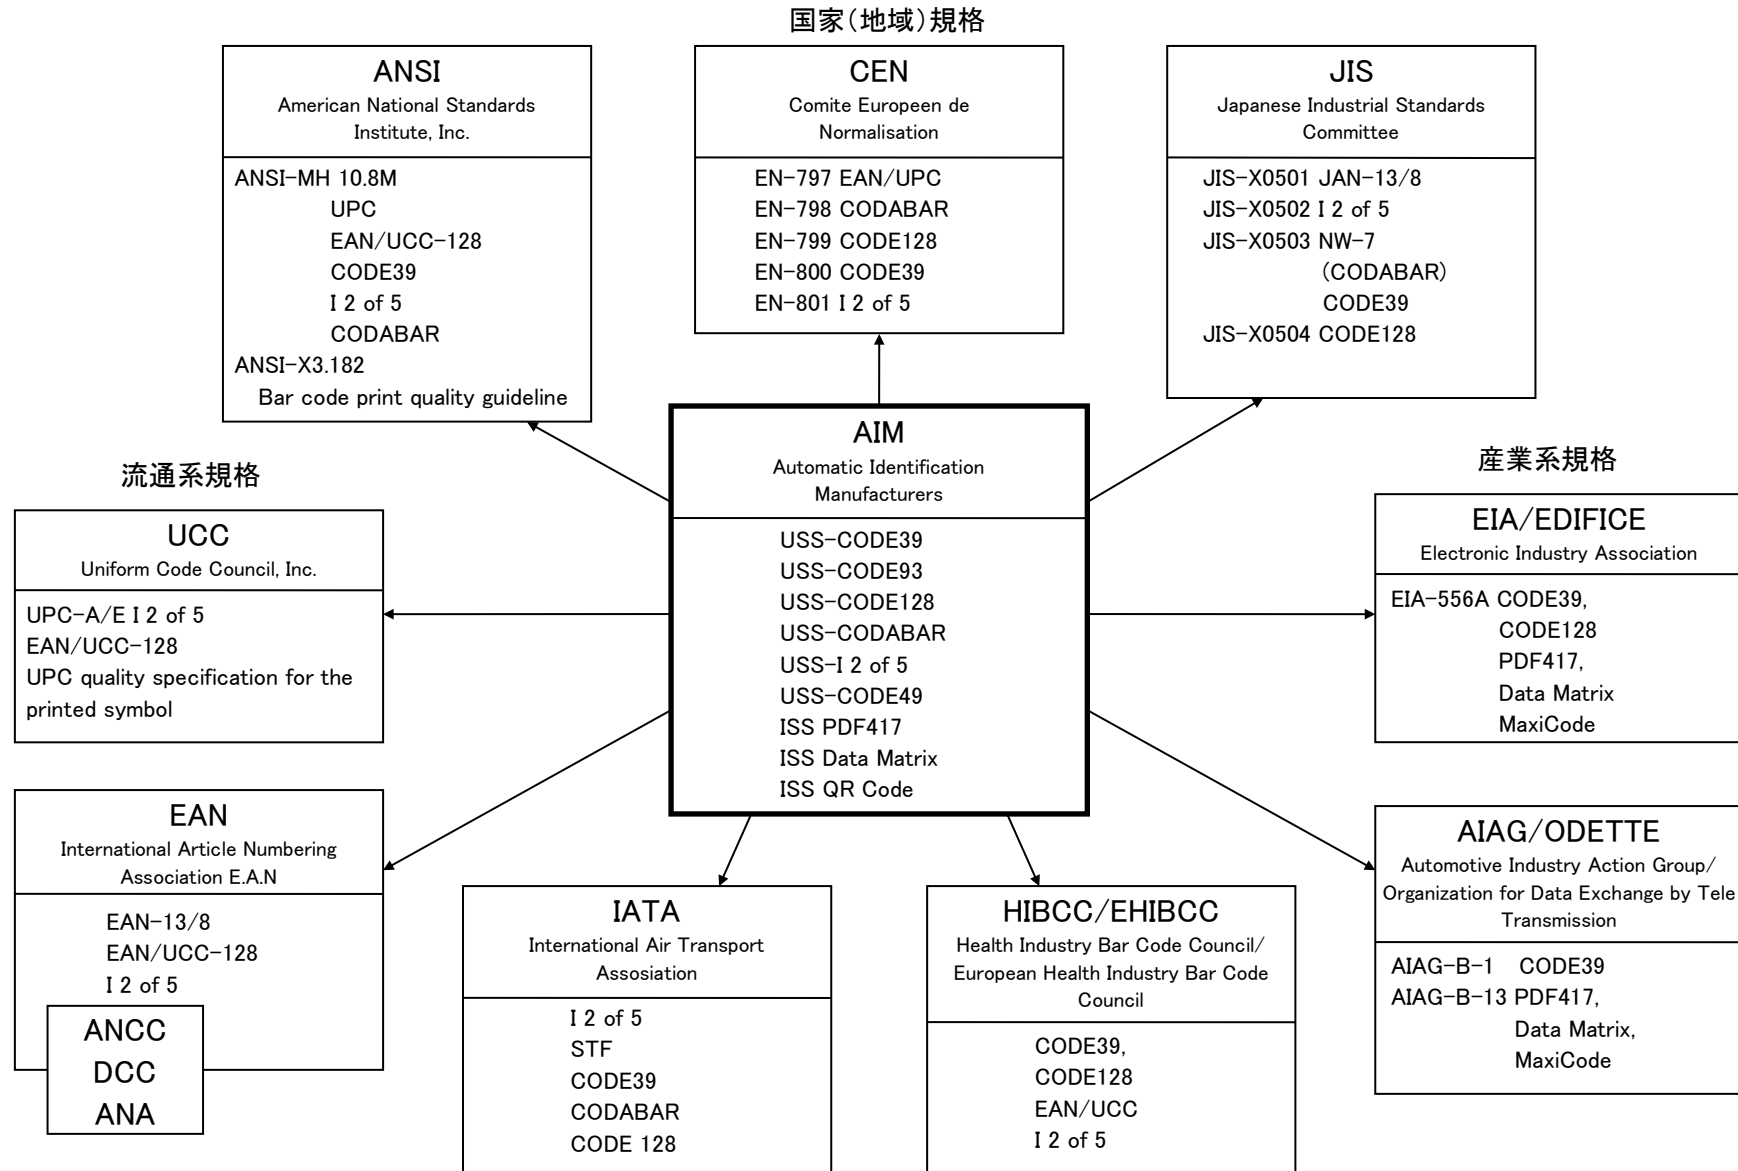 国家(地域)規格
ANSI
American National Standards
Institute, Inc.
ANSI-MH 10.8M
UPC
EAN/UCC-128
CODE39
I 2 of 5
CODABAR
ANSI-X3.182
Bar code print quality guideline
CEN
Comite Europeen de
Normalisation
EN-797 EAN/UPC
EN-798 CODABAR
EN-799 CODE128
EN-800 CODE39
EN-801 I 2 of 5
JIS
Japanese Industrial Standards
Committee
JIS-X0501 JAN-13/8
JIS-X0502 I 2 of 5
JIS-X0503 NW-7
(CODABAR)
CODE39
JIS-X0504 CODE128
流通系規格
UCC
Uniform Code Council, Inc.
UPC-A/E I 2 of 5
EAN/UCC-128
UPC quality specification for the
printed symbol
AIM
Automatic Identification
Manufacturers
USS-CODE39
USS-CODE93
USS-CODE128
USS-CODABAR
USS-I 2 of 5
USS-CODE49
ISS PDF417
ISS Data Matrix
ISS QR Code
産業系規格
EIA/EDIFICE
Electronic Industry Association
EIA-556A CODE39,
CODE128
PDF417,
Data Matrix
MaxiCode
EAN
International Article Numbering
Association E.A.N
EAN-13/8
EAN/UCC-128
I 2 of 5
ANCC
DCC
ANA
IATA
International Air Transport
Assosiation
I 2 of 5
STF
CODE39
CODABAR
CODE 128
HIBCC/EHIBCC
Health Industry Bar Code Council/
European Health Industry Bar Code
Council
CODE39,
CODE128
EAN/UCC
I 2 of 5
AIAG/ODETTE
Automotive Industry Action Group/
Organization for Data Exchange by Tele
Transmission
AIAG-B-1 CODE39
AIAG-B-13 PDF417,
Data Matrix,
MaxiCode